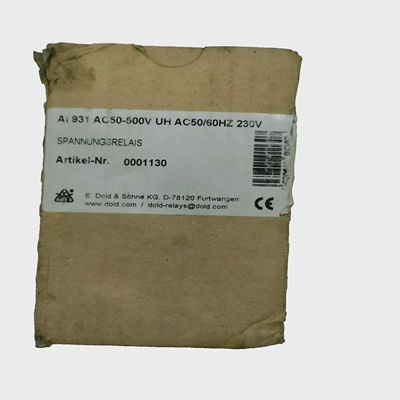 AI 931 AC50-500V UH AC50/60HZ 230V
SPANNUNGSRELAIS
Artikel-Nr. 0001130
E. Dold & Söhne KG. D-78120 Furtwangen
www.dold.com / dold-relays@dold.com
CE